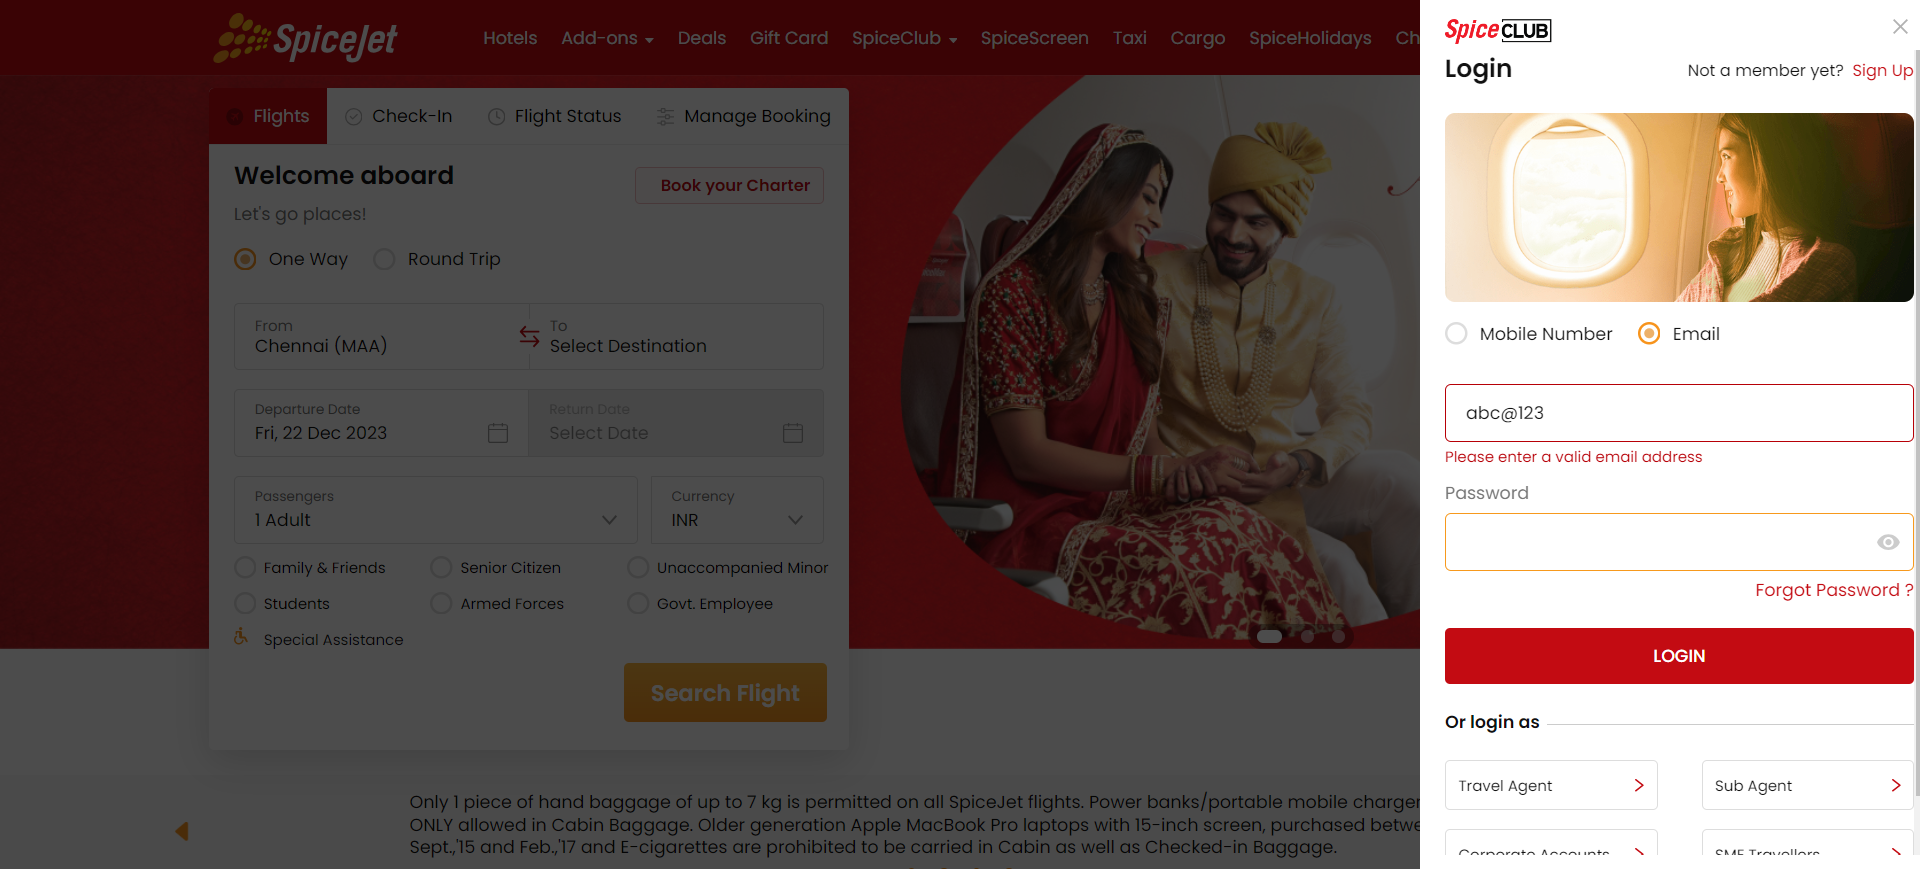 SpiceJet
Hotels Add-ons Deals Gift Card SpiceClub SpiceScreen Taxi Cargo SpiceHolidays Ch
Flights Check-In Flight Status Manage Booking
Welcome aboard
Book your Charter
Let's go places!
One Way Round Trip
From
Chennai (MAA)
To
Select Destination
Departure Date
Fri, 22 Dec 2023
Return Date
Select Date
Passengers
1 Adult
Currency
INR
Family & Friends Senior Citizen Unaccompanied Minor
Students Armed Forces Govt. Employee
Special Assistance
Search Flight
Only 1 piece of hand baggage of up to 7 kg is permitted on all SpiceJet flights. Power banks/portable mobile charger
ONLY allowed in Cabin Baggage. Older generation Apple MacBook Pro laptops with 15-inch screen, purchased betwe
Sept.,'15 and Feb.,'17 and E-cigarettes are prohibited to be carried in Cabin as well as Checked-in Baggage.
SpiceCLUB
Login
Not a member yet? Sign Up
Mobile Number Email
abc@123
Please enter a valid email address
Password
Forgot Password ?
LOGIN
Or login as
Travel Agent Sub Agent
Corporate Accounts SME Travellers